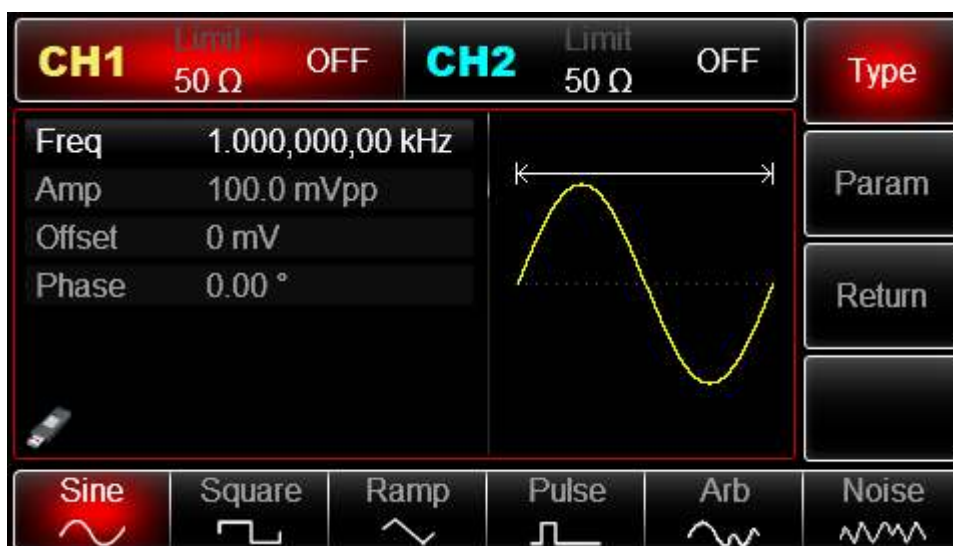 CH1 Limit 50 Ω OFF
CH2 Limit 50 Ω OFF
Type
Freq 1.000,000,00 kHz
Amp 100.0 mVpp
Offset 0 mV
Phase 0.00 °
Param
Return
Sine Square Ramp Pulse Arb Noise